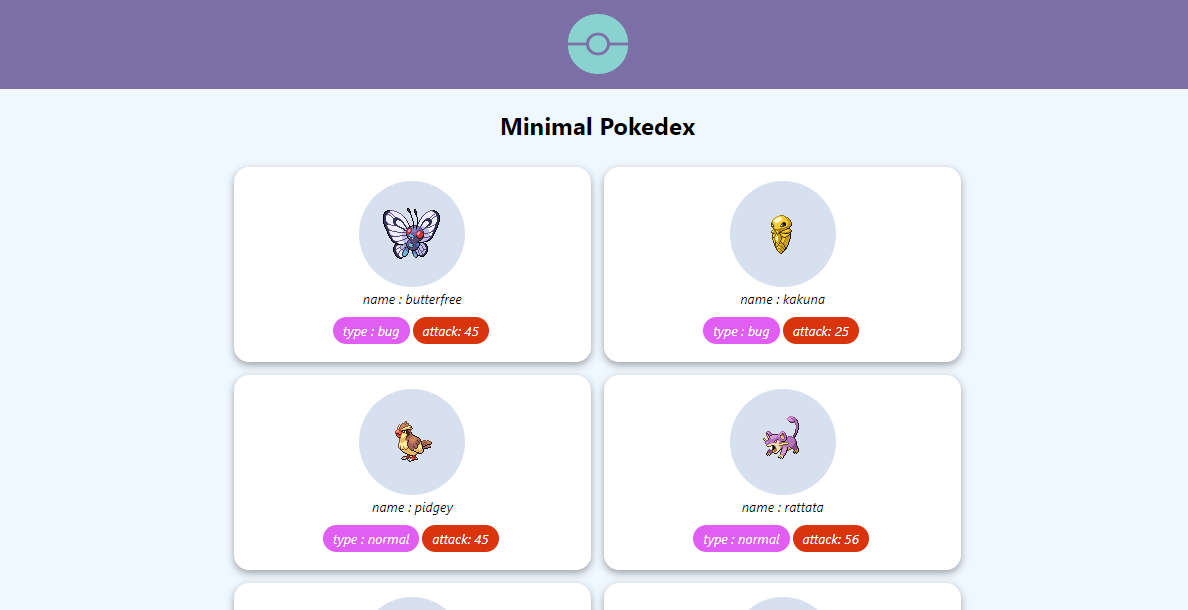 Minimal Pokedex
name : butterfree
type : bug attack: 45
name : kakuna
type : bug attack: 25
name : pidgey
type : normal attack: 45
name : rattata
type : normal attack: 56